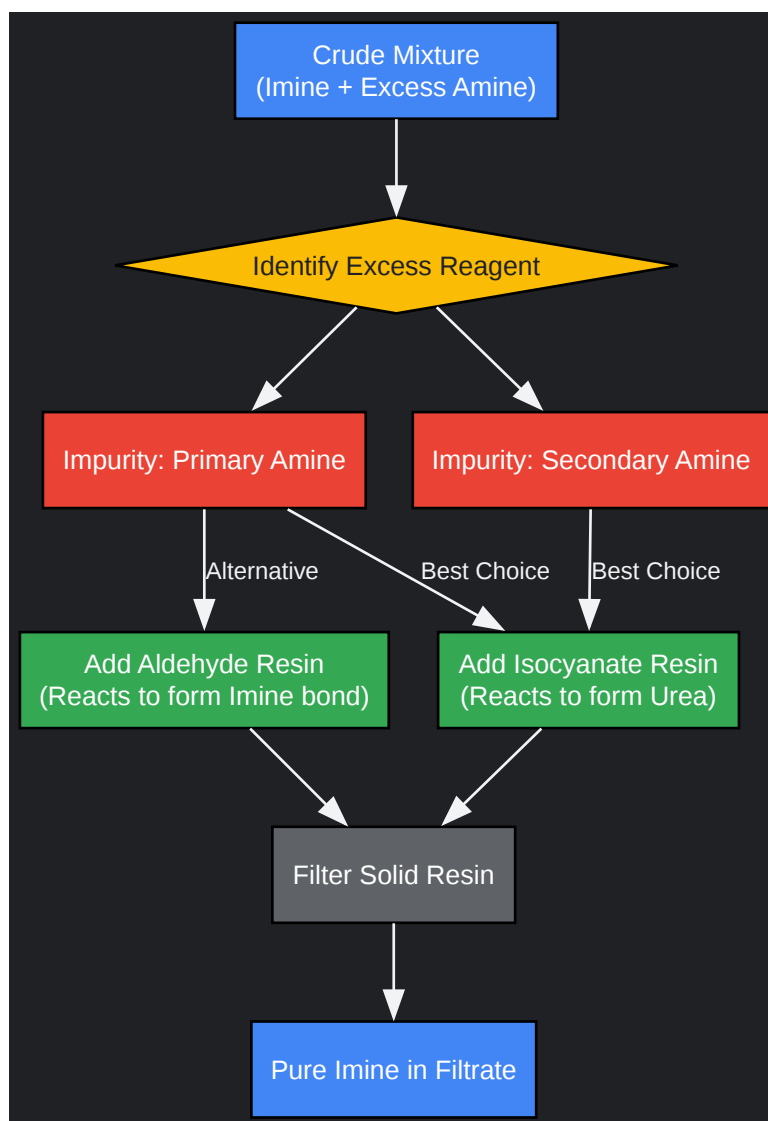 Crude Mixture
(Imine + Excess Amine)
Identify Excess Reagent
Impurity: Primary Amine
Impurity: Secondary Amine
Alternative
Best Choice
Best Choice
Add Aldehyde Resin
(Reacts to form Imine bond)
Add Isocyanate Resin
(Reacts to form Urea)
Filter Solid Resin
Pure Imine in Filtrate